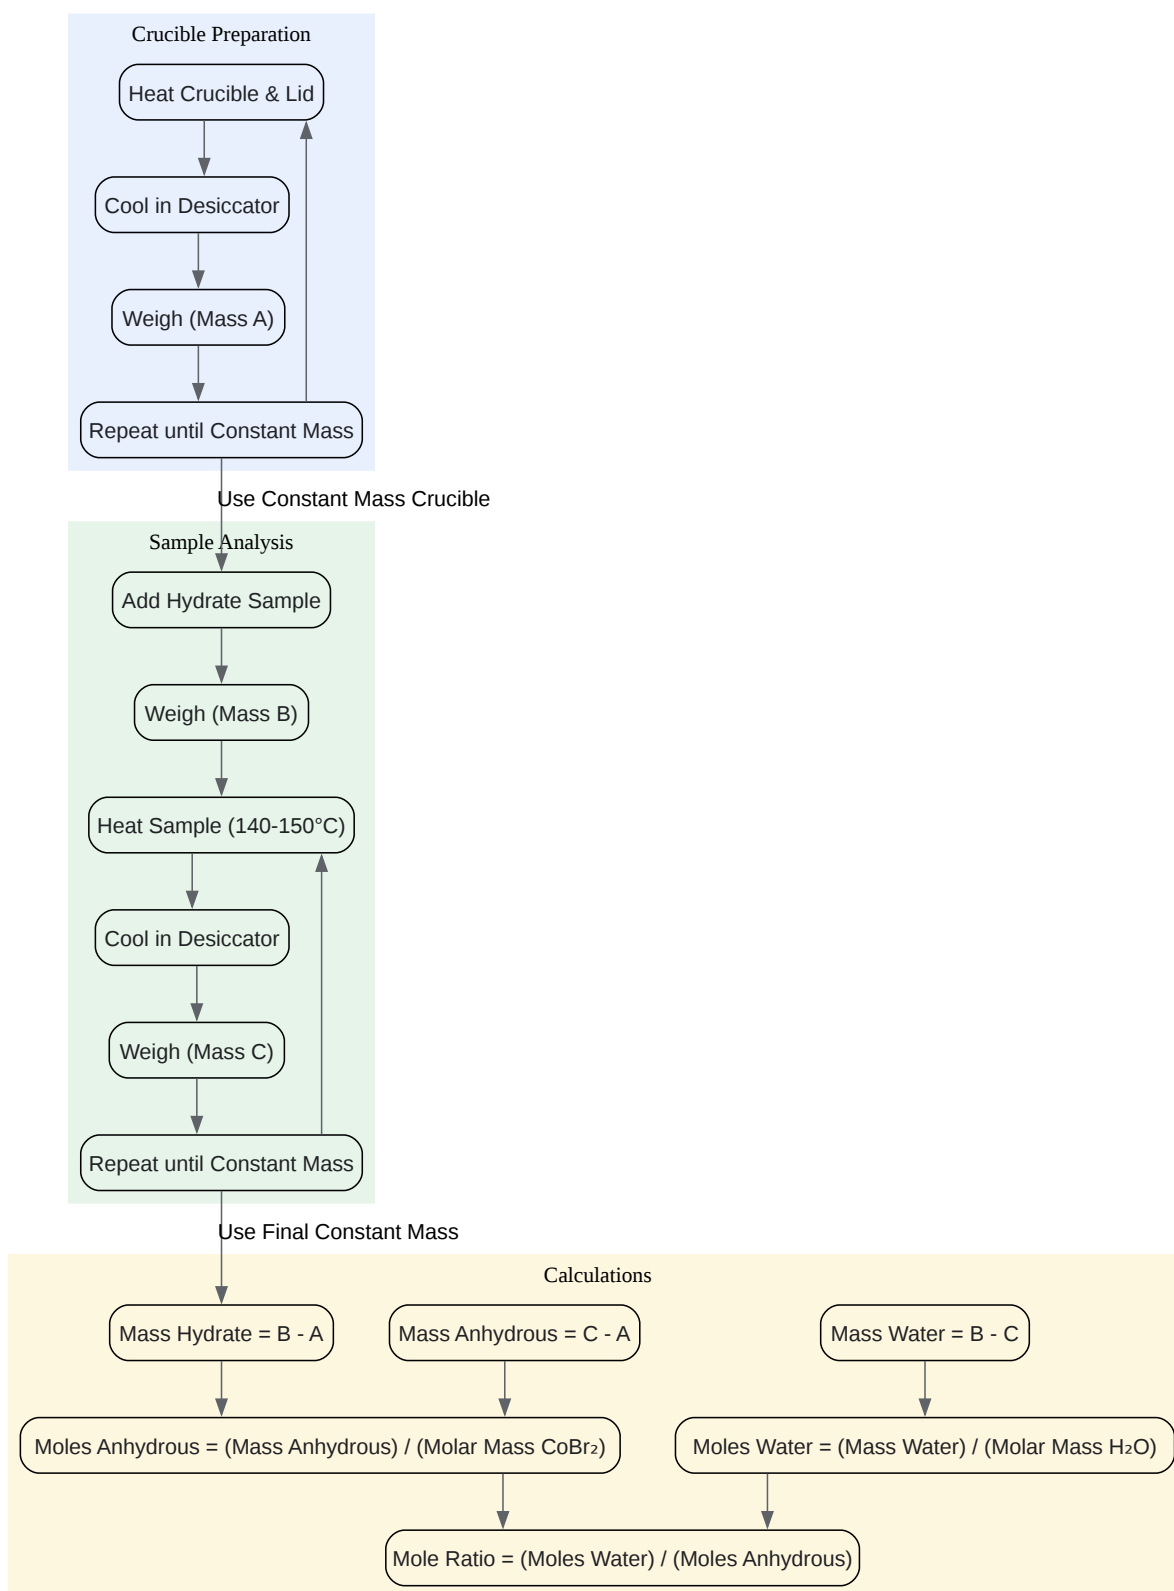 Crucible Preparation
Heat Crucible & Lid
Cool in Desiccator
Weigh (Mass A)
Repeat until Constant Mass
Use Constant Mass Crucible
Sample Analysis
Add Hydrate Sample
Weigh (Mass B)
Heat Sample (140-150°C)
Cool in Desiccator
Weigh (Mass C)
Repeat until Constant Mass
Use Final Constant Mass
Calculations
Mass Hydrate = B - A
Mass Anhydrous = C - A
Mass Water = B - C
Moles Anhydrous = (Mass Anhydrous) / (Molar Mass CoBr₂)
Moles Water = (Mass Water) / (Molar Mass H₂O)
Mole Ratio = (Moles Water) / (Moles Anhydrous)